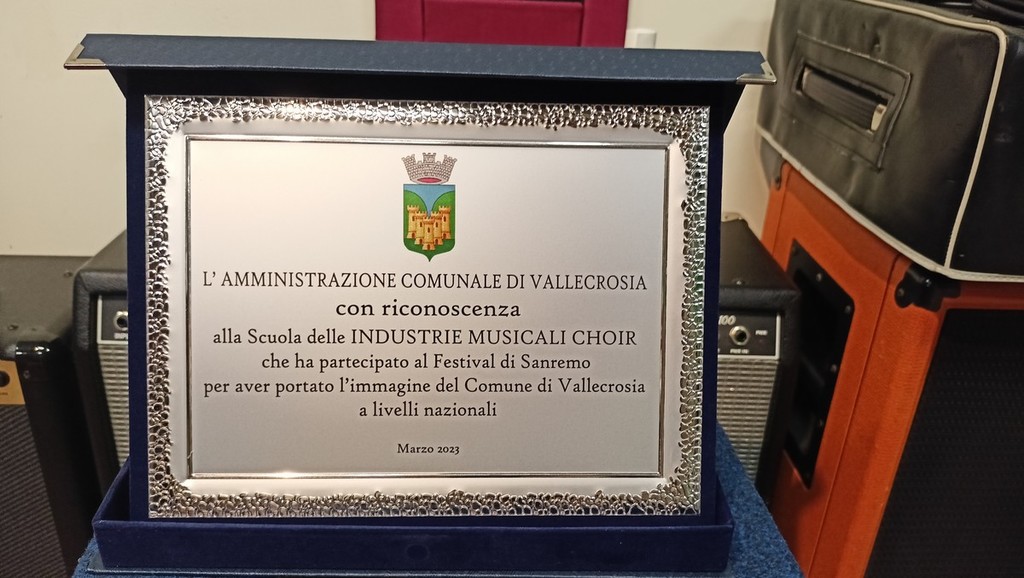 L' AMMINISTRAZIONE COMUNALE DI VALLECROSIA
con riconoscenza
alla Scuola delle INDUSTRIE MUSICALI CHOIR
che ha partecipato al Festival di Sanremo
per aver portato l'immagine del Comune di Vallecrosia
a livelli nazionali
Marzo 2023